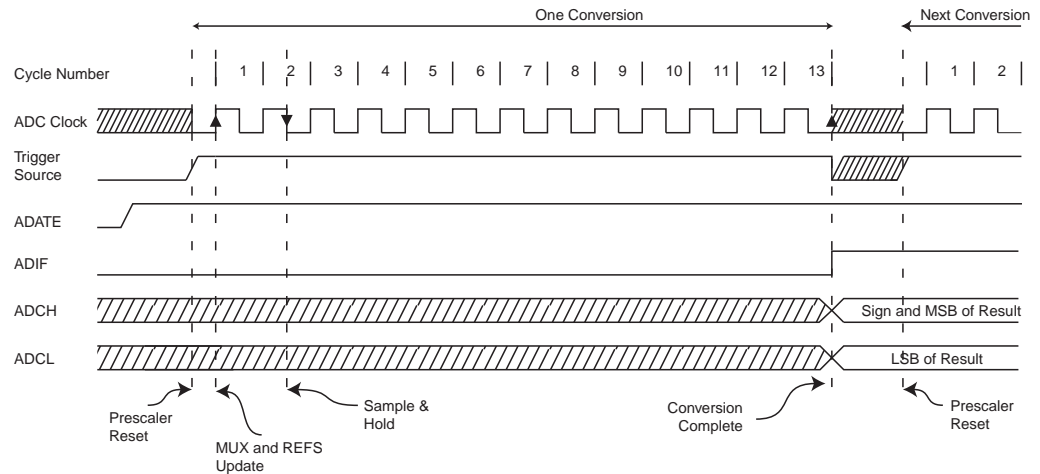 One Conversion
Next Conversion
Cycle Number
1 2 3 4 5 6 7 8 9 10 11 12 13 1 2
ADC Clock
Trigger
Source
ADATE
ADIF
ADCH
Sign and MSB of Result
ADCL
LSB of Result
Prescaler
Reset
MUX and REFS
Update
Sample &
Hold
Conversion
Complete
Prescaler
Reset